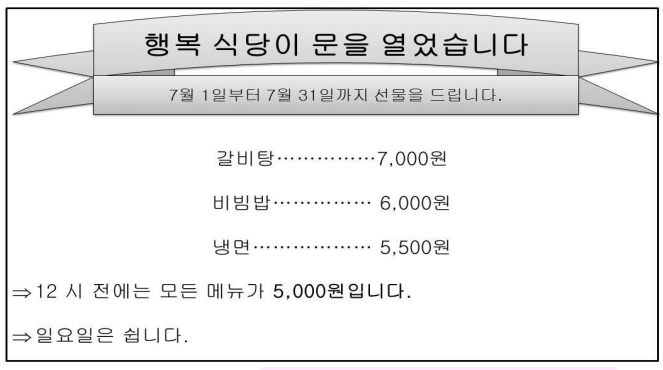 행복 식당이 문을 열었습니다
7월 1일부터 7월 31일까지 선물을 드립니다.
갈비탕……………7,000원
비빔밥…………… 6,000원
냉면……………… 5,500원
⇒12 시 전에는 모든 메뉴가 5,000원입니다.
⇒일요일은 쉽니다.